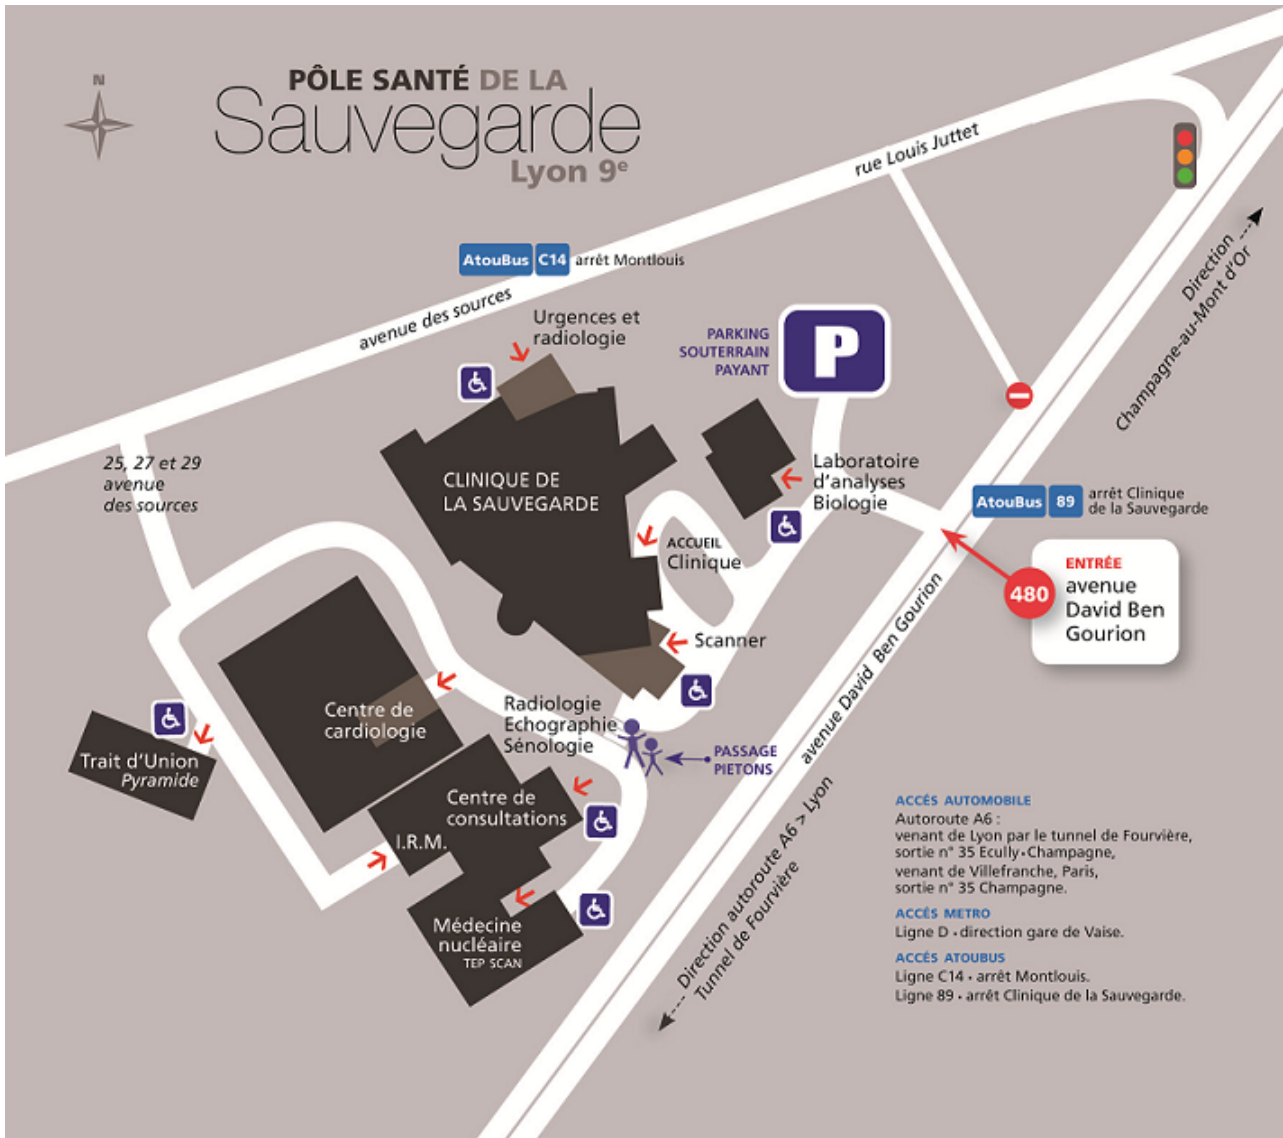 N
PÔLE SANTÉ DE LA
Sauvegarde
Lyon 9e
rue Louis Juttet
AtouBus C14 arrêt Montlouis
avenue des sources
Direction
Champagne-au-Mont d'Or
Urgences et
radiologie
PARKING
SOUTERRAIN
PAYANT
P
25, 27 et 29
avenue
des sources
CLINIQUE DE
LA SAUVEGARDE
Laboratoire
d'analyses
Biologie
AtouBus 89 arrêt Clinique
de la Sauvegarde
ACCUEIL
Clinique
ENTRÉE
480
avenue
David Ben
Gourion
Scanner
avenue David Ben Gourion
Centre de
cardiologie
Radiologie
Echographie
Sénologie
Trait d'Union
Pyramide
PASSAGE
PIETONS
Centre de
consultations
I.R.M.
Médecine
nucléaire
TEP SCAN
Direction autoroute A6 > Lyon
Tunnel de Fourvière
ACCÉS AUTOMOBILE
Autoroute A6 :
venant de Lyon par le tunnel de Fourvière,
sortie n° 35 Ecully•Champagne,
venant de Villefranche, Paris,
sortie n° 35 Champagne.
ACCÉS METRO
Ligne D • direction gare de Vaise.
ACCÉS ATOUBUS
Ligne C14 • arrêt Montlouis.
Ligne 89 • arrêt Clinique de la Sauvegarde.